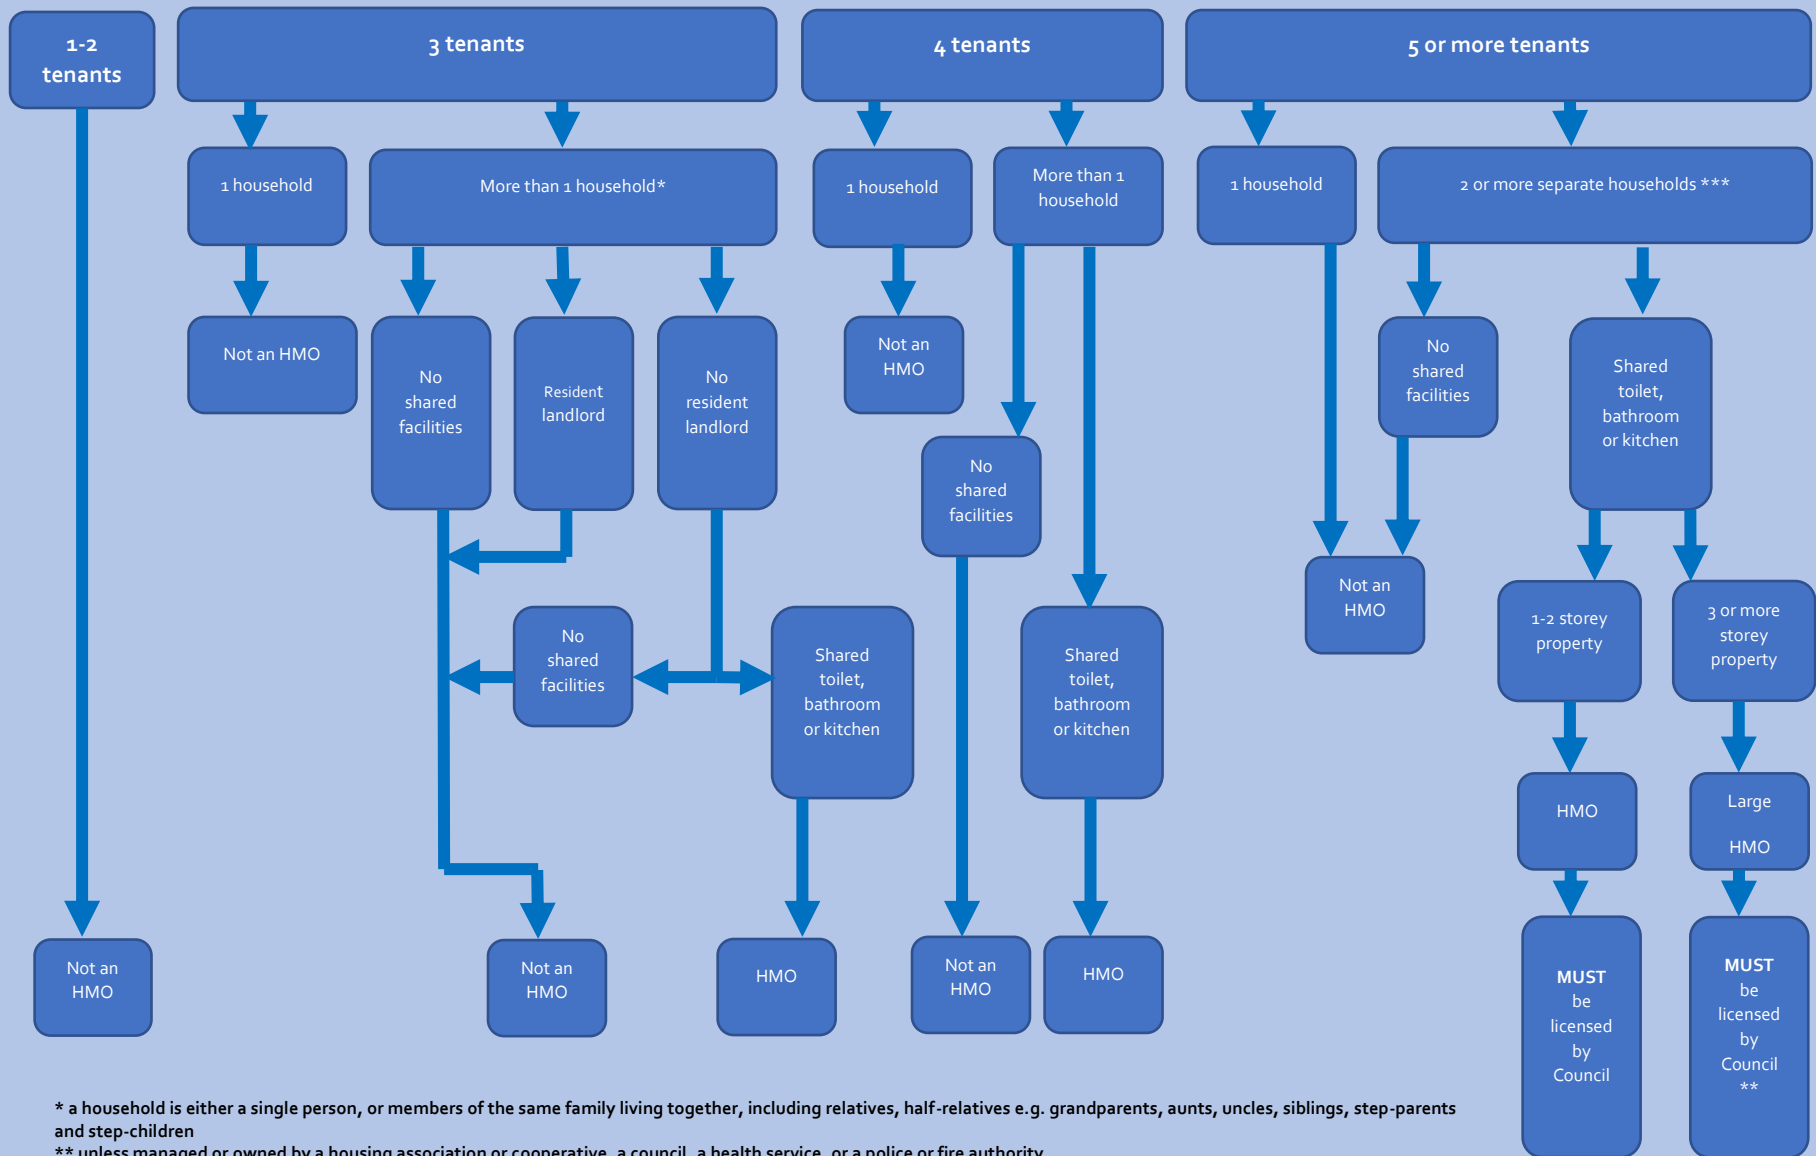 1-2
tenants
3 tenants
4 tenants
5 or more tenants
1 household
More than 1 household*
1 household
More than 1
household
1 household
2 or more separate households ***
Not an HMO
No
shared
facilities
Resident
landlord
No
resident
landlord
Not an
HMO
No
shared
facilities
Shared
toilet,
bathroom
or kitchen
No
shared
facilities
Not an
HMO
1-2 storey
property
3 or more
storey
property
No
shared
facilities
Shared
toilet,
bathroom
or kitchen
Shared
toilet,
bathroom
or kitchen
HMO
Large
HMO
Not an
HMO
Not an
HMO
HMO
Not an
HMO
HMO
MUST
be
licensed
by
Council
MUST
be
licensed
by
Council
**
* a household is either a single person, or members of the same family living together, including relatives, half-relatives e.g. grandparents, aunts, uncles, siblings, step-parents
and step-children
** unless managed or owned by a housing association or cooperative, a council, a health service, or a police or fire authority